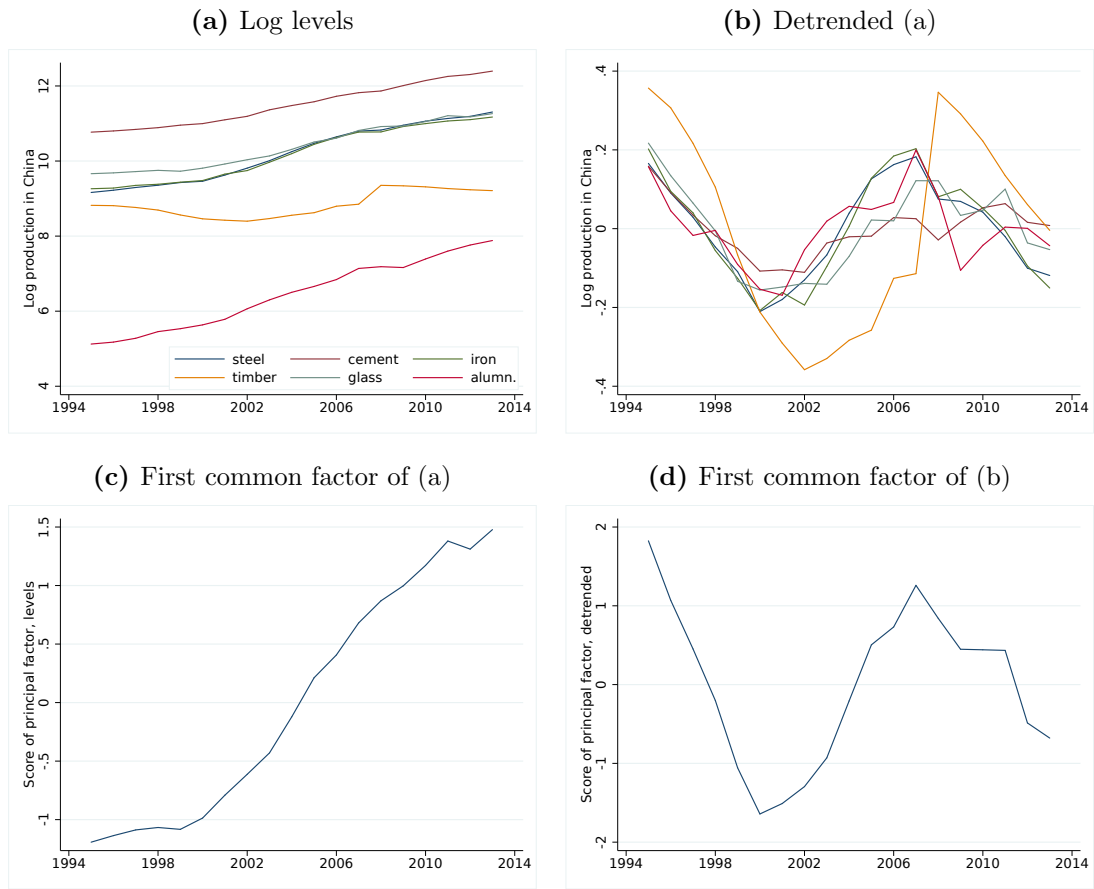 (a) Log levels
Log production in China
4 6 8 10 12
1994 1998 2002 2006 2010 2014
steel cement iron
timber glass alumn.
(b) Detrended (a)
Log production in China
-.4 -.2 0 .2 .4
1994 1998 2002 2006 2010 2014
(c) First common factor of (a)
Score of principal factor, levels
-1 -.5 0 .5 1 1.5
1994 1998 2002 2006 2010 2014
(d) First common factor of (b)
Score of principal factor, detrended
-2 -1 0 1 2
1994 1998 2002 2006 2010 2014